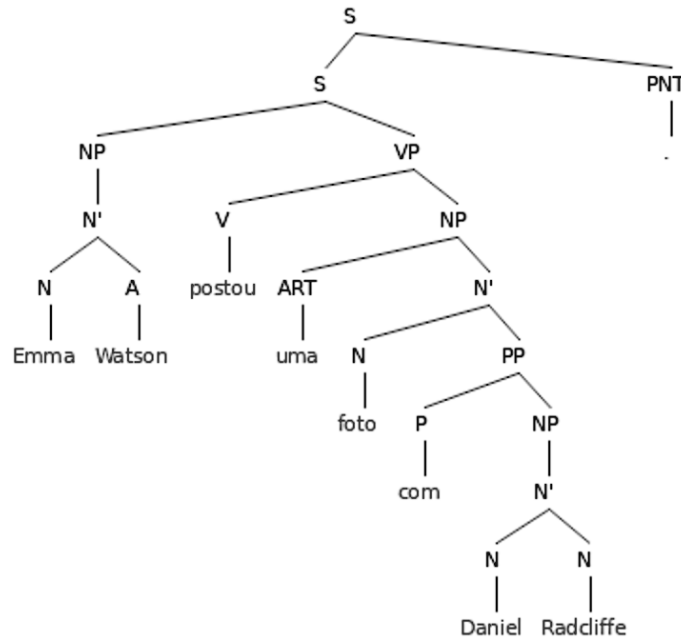 S
S PNT
NP VP .
N' V NP
N A postou ART N'
Emma Watson uma N PP
foto P NP
com N'
N N
Daniel Radcliffe